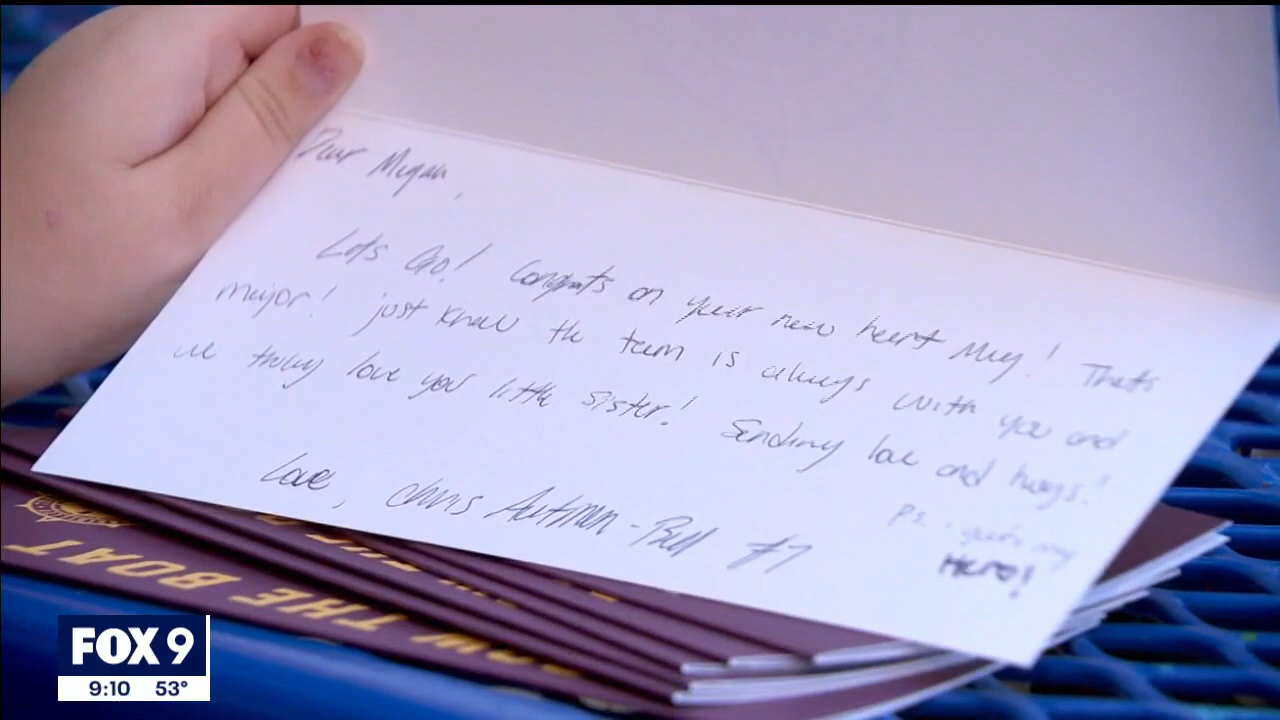 Dear Megan,
Lets Go! Congrats on your new heart Meg! Thats
major! just know the team is always with you and
we truly love you little sister! Sending love and hugs!
Love, Chris Autman-Bell #7
ps. - you're my
Hero!
W THE BOAT
FOX 9
9:10 53°